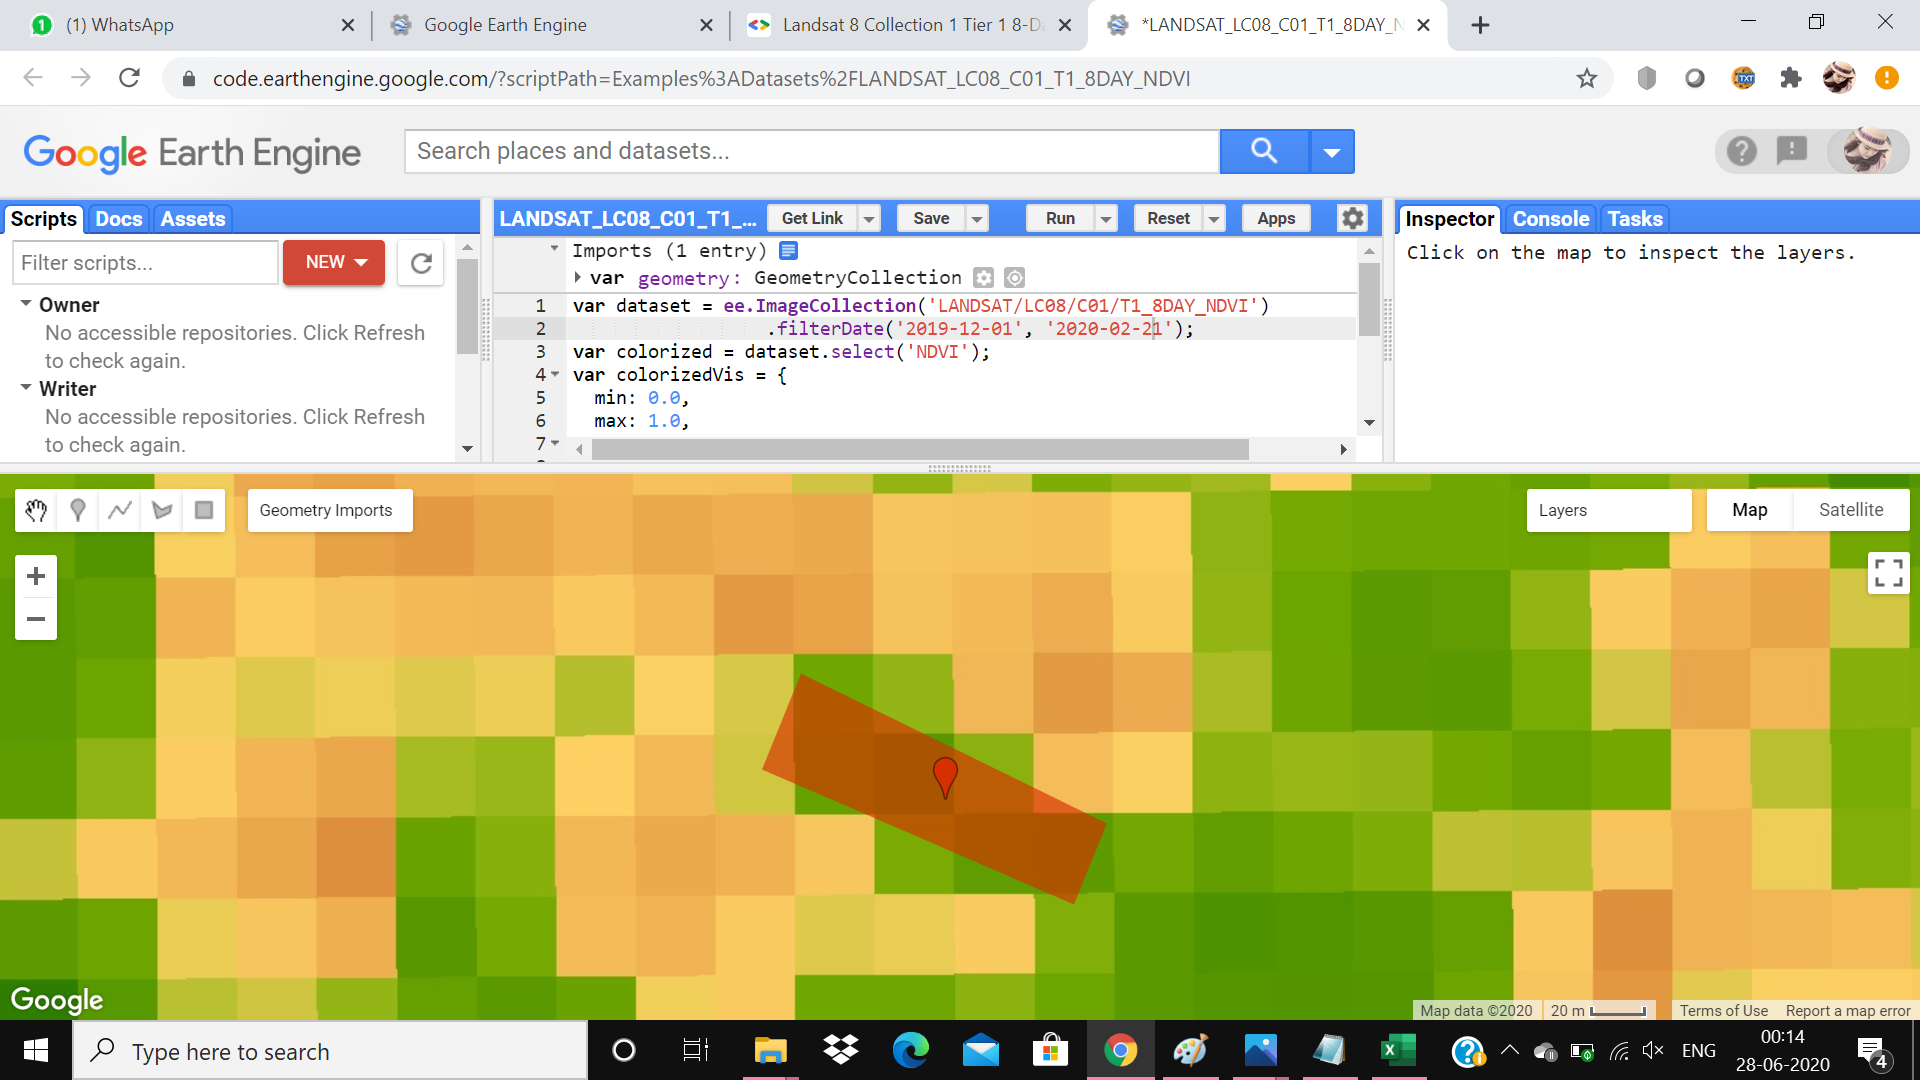 (1) WhatsApp
Google Earth Engine
Landsat 8 Collection 1 Tier 1 8-Da
*LANDSAT_LC08_C01_T1_8DAY_N
code.earthengine.google.com/?scriptPath=Examples%3ADatasets%2FLANDSAT_LC08_C01_T1_8DAY_NDVI
TXT
Google Earth Engine
Search places and datasets...
Scripts Docs Assets
Filter scripts...
NEW
Owner
No accessible repositories. Click Refresh
to check again.
Writer
No accessible repositories. Click Refresh
to check again.
LANDSAT_LC08_C01_T1_...
Get Link
Save
Run
Reset
Apps
Imports (1 entry)
var geometry: GeometryCollection
1 var dataset = ee.ImageCollection('LANDSAT/LC08/C01/T1_8DAY_NDVI')
2 .filterDate('2019-12-01', '2020-02-21');
3 var colorized = dataset.select('NDVI');
4 var colorizedVis = {
5 min: 0.0,
6 max: 1.0,
7
Inspector Console Tasks
Click on the map to inspect the layers.
Geometry Imports
Layers
Map
Satellite
Google
Map data ©2020
20 m
Terms of Use
Report a map error
Type here to search
ENG
00:14
28-06-2020
4